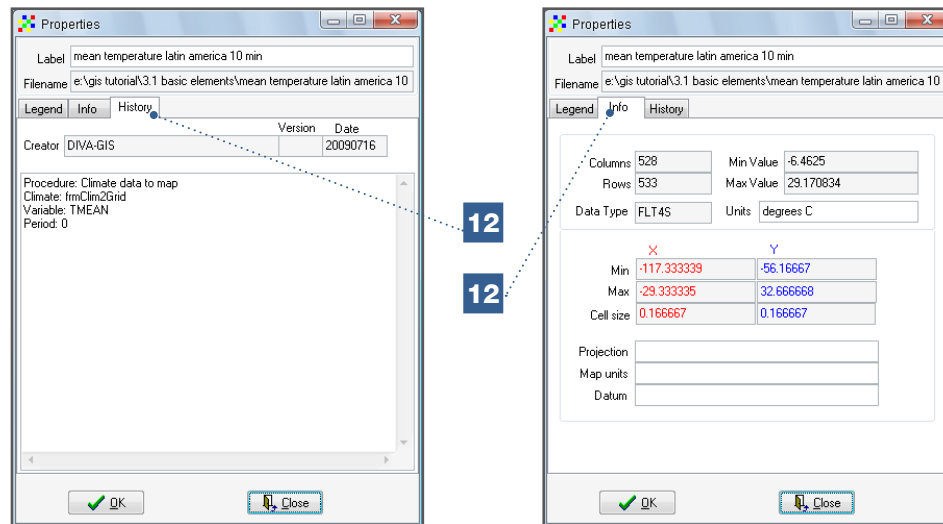 Properties
Label mean temperature latin america 10 min
Filename e:\gis tutorial\3.1 basic elements\mean temperature latin america 10
Legend Info History
Version Date
Creator DIVA-GIS 20090716
Procedure: Climate data to map
Climate: frmClim2Grid
Variable: TMEAN
Period: 0
OK Close
12
12
Properties
Label mean temperature latin america 10 min
Filename e:\gis tutorial\3.1 basic elements\mean temperature latin america 10
Legend Info History
Columns 528 Min Value -6.4625
Rows 533 Max Value 29.170834
Data Type FLT4S Units degrees C
X Y
Min -117.333339 -56.16667
Max -29.333335 32.666668
Cell size 0.166667 0.166667
Projection
Map units
Datum
OK Close